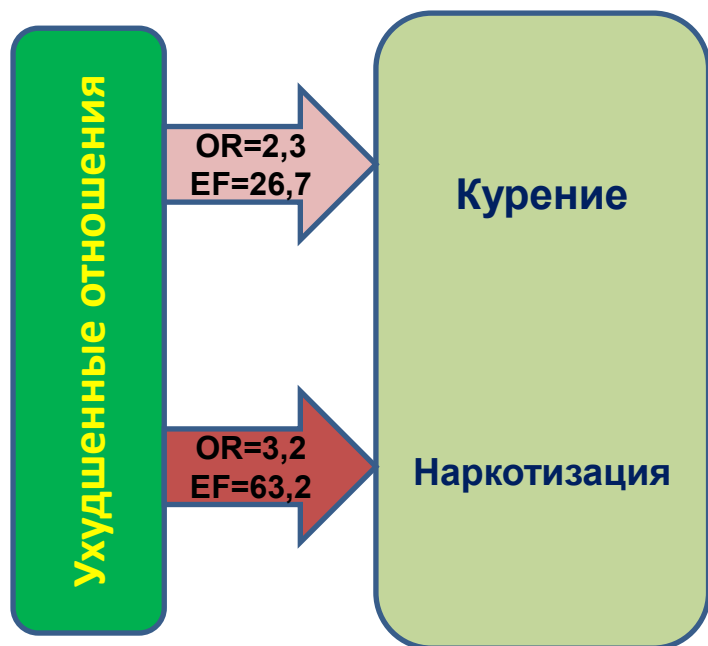 Ухудшенные отношения
OR=2,3
EF=26,7
Курение
OR=3,2
EF=63,2
Наркотизация